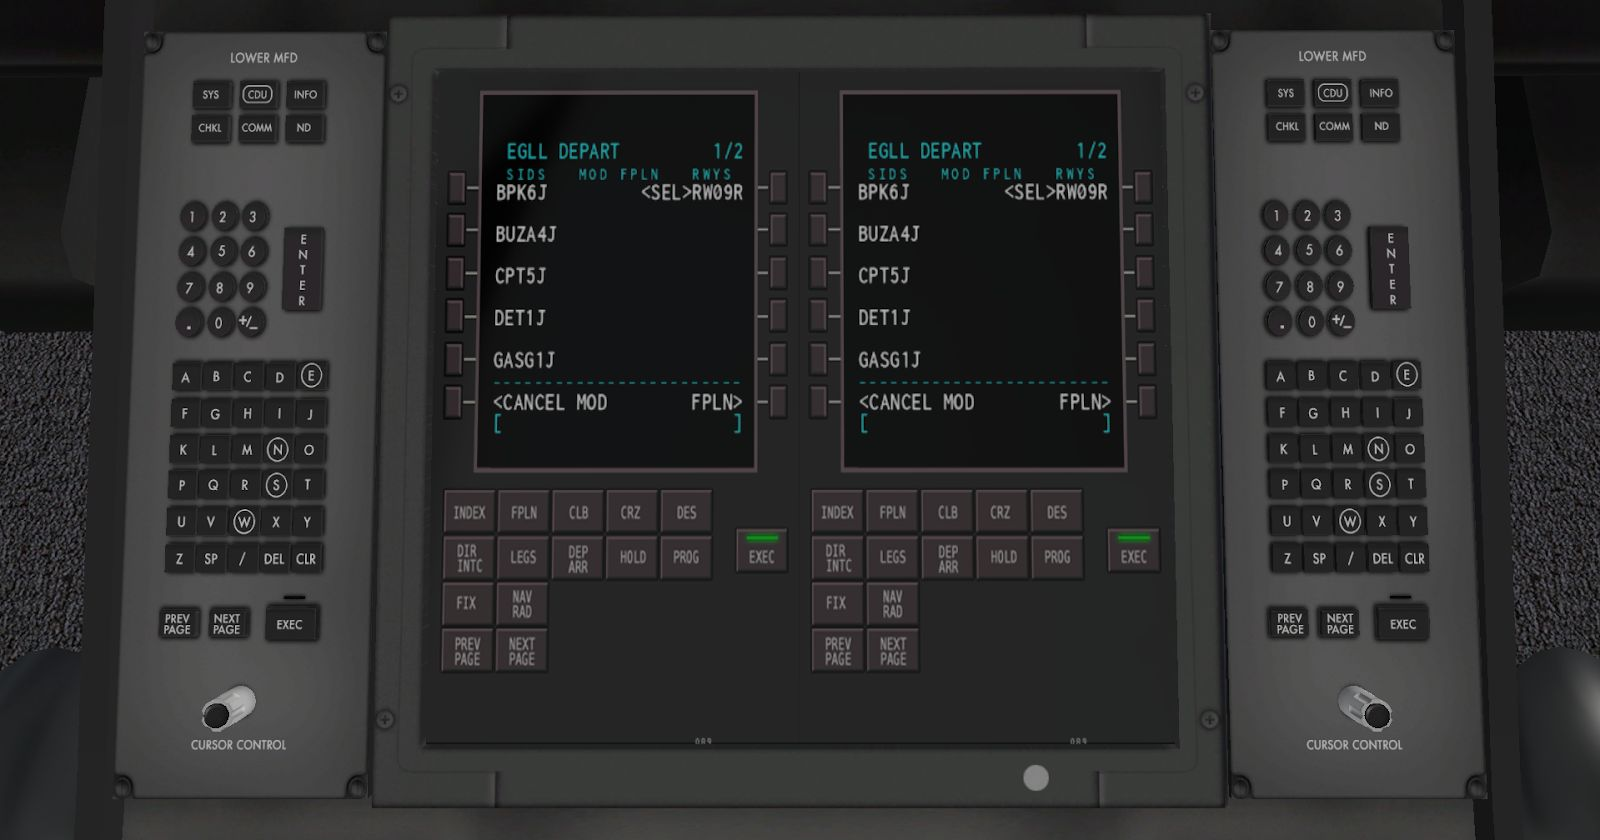 LOWER MFD
SYS CDU INFO
CHKL COMM ND
1 2 3
4 5 6
7 8 9
. 0 +/_
ENTER
A B C D E
F G H I J
K L M N O
P Q R S T
U V W X Y
Z SP / DEL CLR
PREV PAGE NEXT PAGE EXEC
CURSOR CONTROL
EGLL DEPART 1/2
SIDS MOD FPLN RWYS
BPK6J <SEL>RW09R
BUZA4J
CPT5J
DET1J
GASG1J
--------------------------------
<CANCEL MOD FPLN>
[ ]
INDEX FPLN CLB CRZ DES
DIR INTC LEGS DEP ARR HOLD PROG
EXEC
FIX NAV RAD
PREV PAGE NEXT PAGE
EGLL DEPART 1/2
SIDS MOD FPLN RWYS
BPK6J <SEL>RW09R
BUZA4J
CPT5J
DET1J
GASG1J
--------------------------------
<CANCEL MOD FPLN>
[ ]
INDEX FPLN CLB CRZ DES
DIR INTC LEGS DEP ARR HOLD PROG
EXEC
FIX NAV RAD
PREV PAGE NEXT PAGE
LOWER MFD
SYS CDU INFO
CHKL COMM ND
1 2 3
4 5 6
7 8 9
. 0 +/_
ENTER
A B C D E
F G H I J
K L M N O
P Q R S T
U V W X Y
Z SP / DEL CLR
PREV PAGE NEXT PAGE EXEC
CURSOR CONTROL